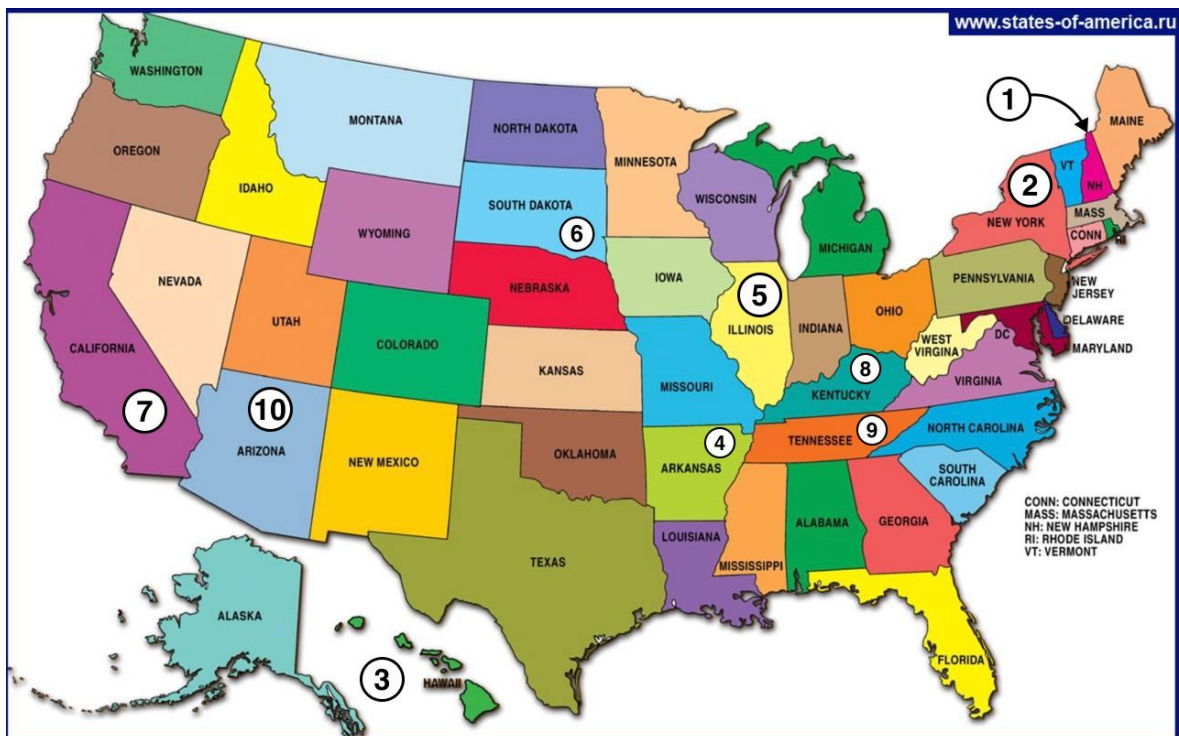 www.states-of-america.ru
WASHINGTON
OREGON
IDAHO
MONTANA
NORTH DAKOTA
MINNESOTA
SOUTH DAKOTA
6
WYOMING
NEVADA
UTAH
CALIFORNIA
7
COLORADO
NEBRASKA
IOWA
WISCONSIN
MICHIGAN
1
MAINE
VT
NH
2
NEW YORK
MASS
CONN
RI
PENNSYLVANIA
NEW
JERSEY
DELAWARE
MARYLAND
DC
5
ILLINOIS
INDIANA
OHIO
WEST
VIRGINA
VIRGINIA
KANSAS
MISSOURI
8
KENTUCKY
10
ARIZONA
NEW MEXICO
OKLAHOMA
4
ARKANSAS
TENNESSEE
9
NORTH CAROLINA
SOUTH
CAROLINA
TEXAS
LOUISIANA
MISSISSIPPI
ALABAMA
GEORGIA
FLORIDA
ALASKA
3
HAWAII
CONN: CONNECTICUT
MASS: MASSACHUSETTS
NH: NEW HAMPSHIRE
RI: RHODE ISLAND
VT: VERMONT